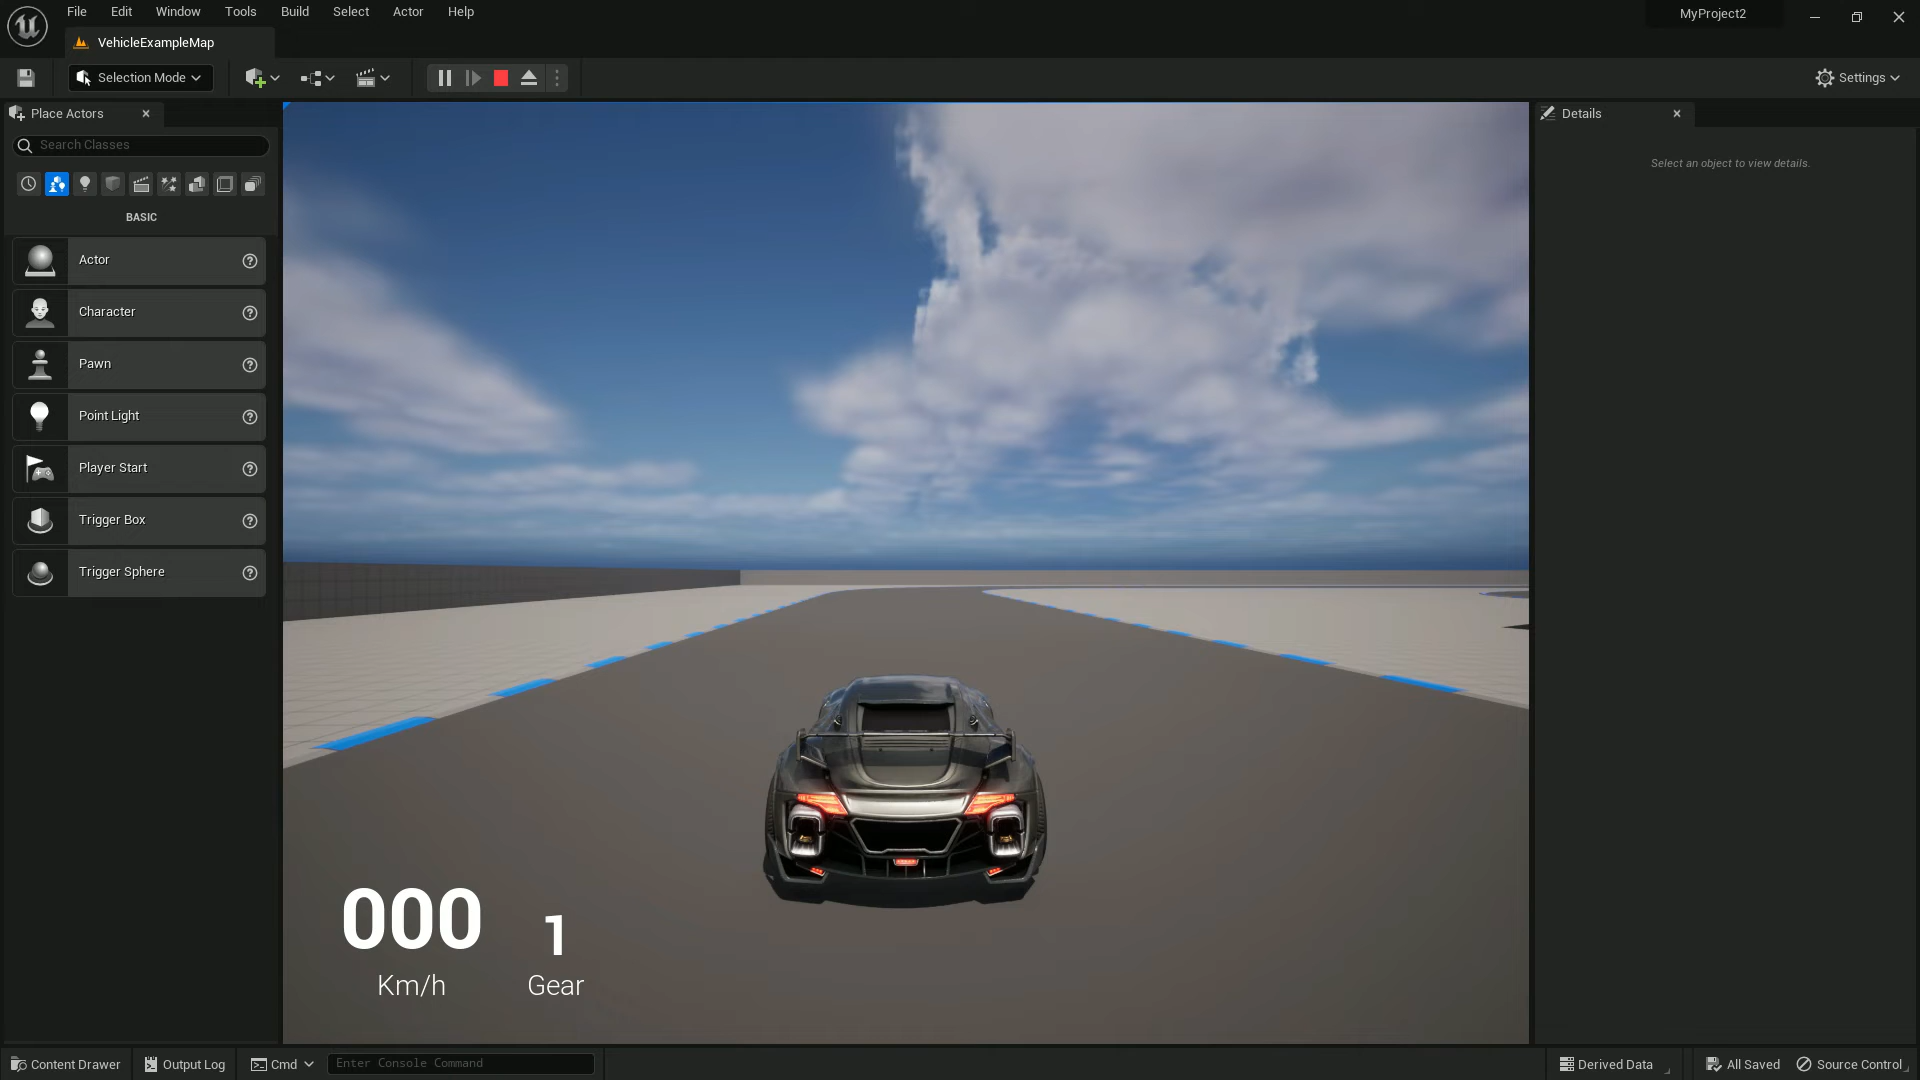 File Edit Window Tools Build Select Actor Help
MyProject2
VehicleExampleMap
Selection Mode
Settings
Place Actors
Details
Search Classes
Select an object to view details.
BASIC
Actor
Character
Pawn
Point Light
Player Start
Trigger Box
Trigger Sphere
000 1
Km/h Gear
Content Drawer Output Log Cmd Enter Console Command Derived Data All Saved Source Control